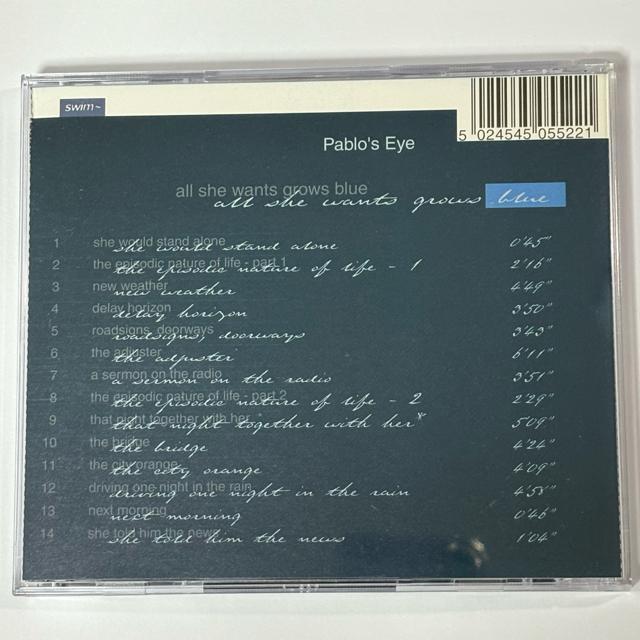 swim~
5 024545 055221
Pablo's Eye
all she wants grows blue
all she wants grows blue
1 she would stand alone she would stand alone 0'45"
2 the episodic nature of life - part 1 the episodic nature of life - 1 2'16"
3 new weather new weather 4'49"
4 delay horizon delay horizon 3'50"
5 roadsigns, doorways roadsigns, doorways 3'43"
6 the adjuster the adjuster 6'11"
7 a sermon on the radio a sermon on the radio 3'51"
8 the episodic nature of life - part 2 the episodic nature of life - 2 2'29"
9 that night together with her that night together with her* 5'09"
10 the bridge the bridge 4'24"
11 the city orange the city orange 4'09"
12 driving one night in the rain driving one night in the rain 4'58"
13 next morning next morning 0'46"
14 she told him the news she told him the news 1'04"